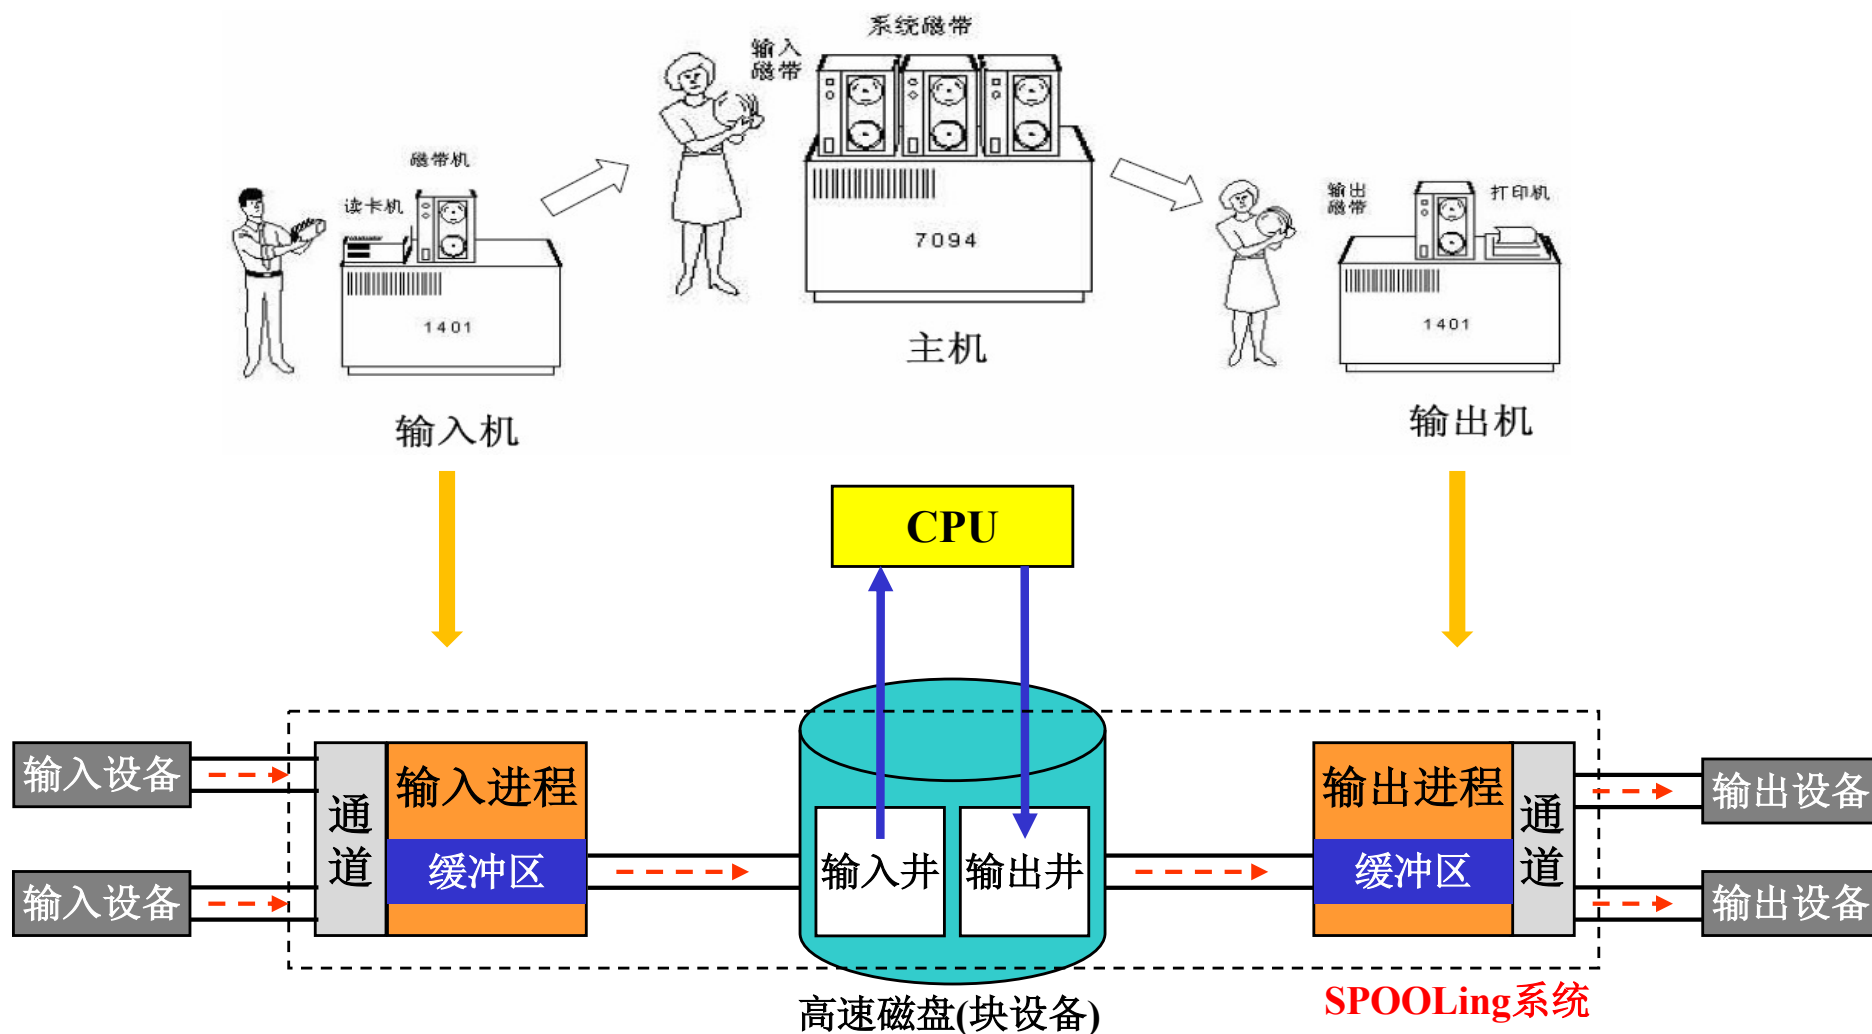 系统磁带
输入
磁带
磁带机
读卡机
7094
1401
输出
磁带
打印机
1401
主机
输入机
输出机
CPU
输入设备
输入设备
通道
输入进程
缓冲区
输入井
输出井
输出进程
缓冲区
通道
输出设备
输出设备
高速磁盘(块设备)
SPOOLing系统